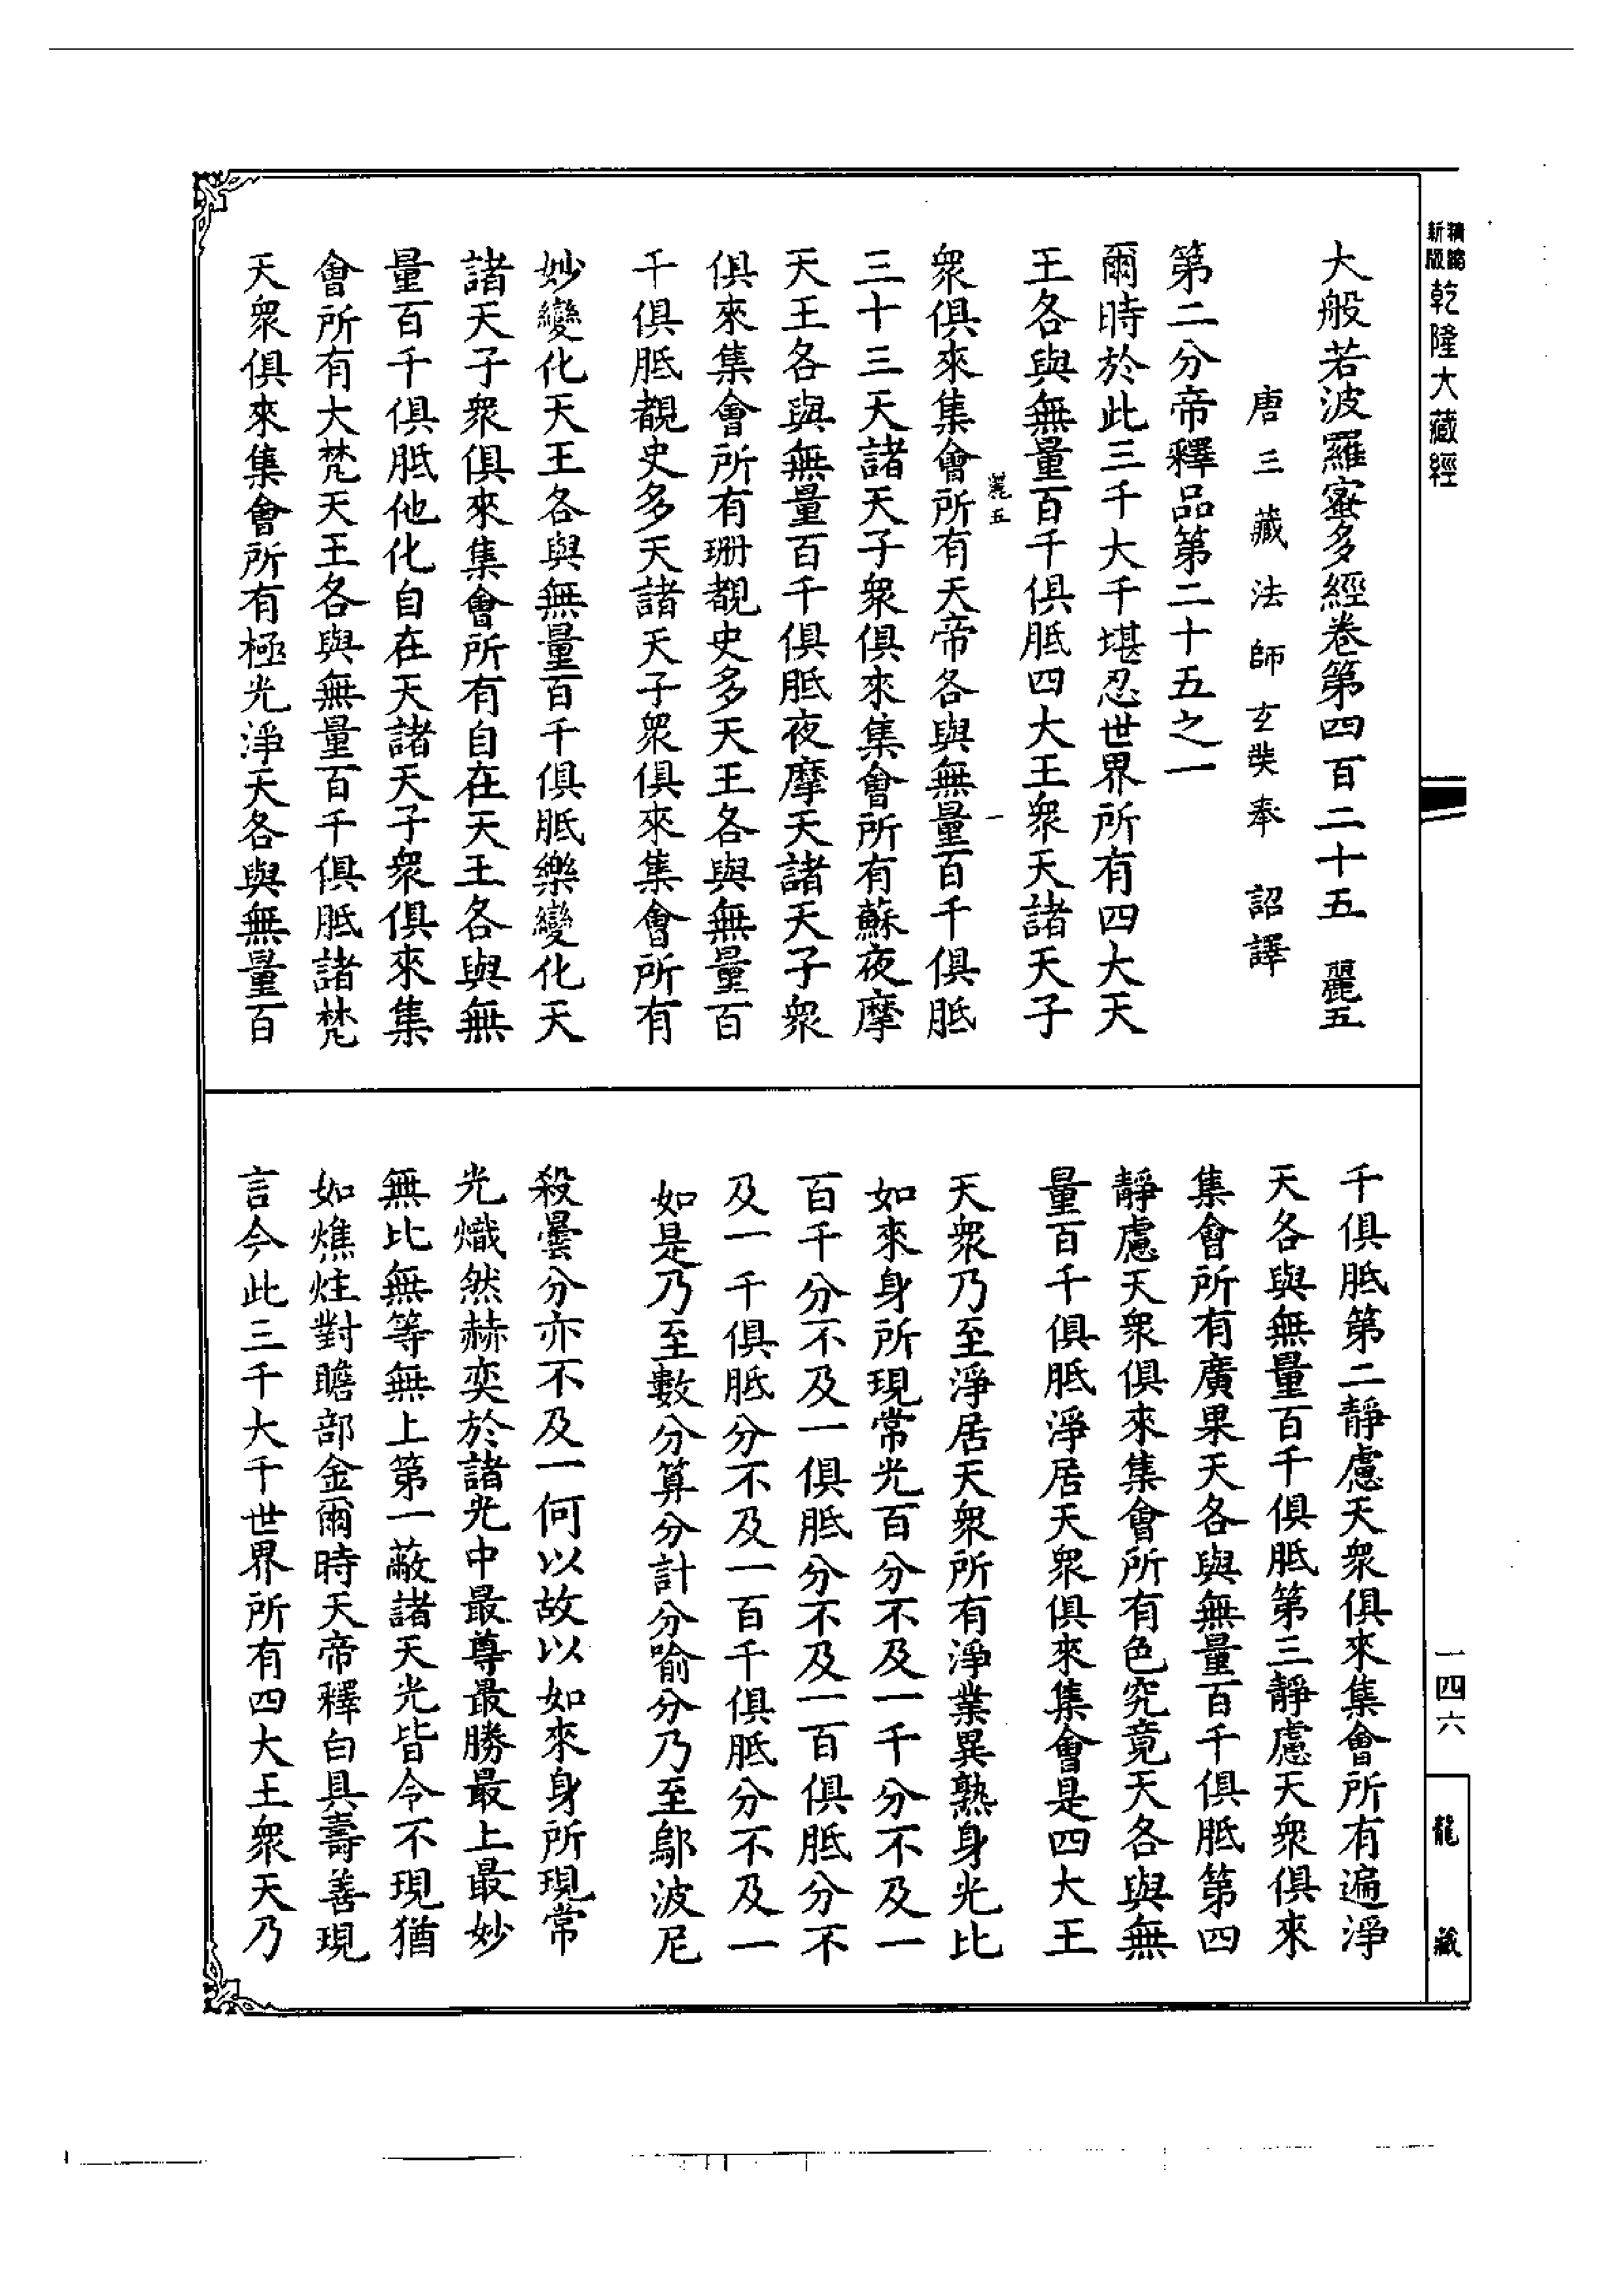 新版精縮
乾隆大藏經
大般若波羅蜜多經卷第四百二十五 麗五
唐三藏法師玄奘奉 詔譯
第二分帝釋品第二十五之一
爾時於此三千大千堪忍世界所有四大天
王各與無量百千俱胝四大王眾天諸天子
麗五 一
眾俱來集會所有天帝各與無量百千俱胝
三十三天諸天子眾俱來集會所有蘇夜摩
天王各與無量百千俱胝夜摩天諸天子眾
俱來集會所有珊覩史多天王各與無量百
千俱胝覩史多天諸天子眾俱來集會所有
妙變化天王各與無量百千俱胝樂變化天
諸天子眾俱來集會所有自在天王各與無
量百千俱胝他化自在天諸天子眾俱來集
會所有大梵天王各與無量百千俱胝諸梵
天眾俱來集會所有極光淨天各與無量百
千俱胝第二靜慮天眾俱來集會所有遍淨
天各與無量百千俱胝第三靜慮天眾俱來
集會所有廣果天各與無量百千俱胝第四
靜慮天眾俱來集會所有色究竟天各與無
量百千俱胝淨居天眾俱來集會是四大王
天眾乃至淨居天眾所有淨業異熟身光比
如來身所現常光百分不及一千分不及一
百千分不及一俱胝分不及一百俱胝分不
及一千俱胝分不及一百千俱胝分不及一
如是乃至數分算分計分喻分乃至鄔波尼
殺曇分亦不及一何以故以如來身所現常
光熾然赫奕於諸光中最尊最勝最上最妙
無比無等無上第一蔽諸天光皆令不現猶
如燋炷對瞻部金爾時天帝釋白具壽善現
言今此三千大千世界所有四大王眾天乃
一四六
龍藏